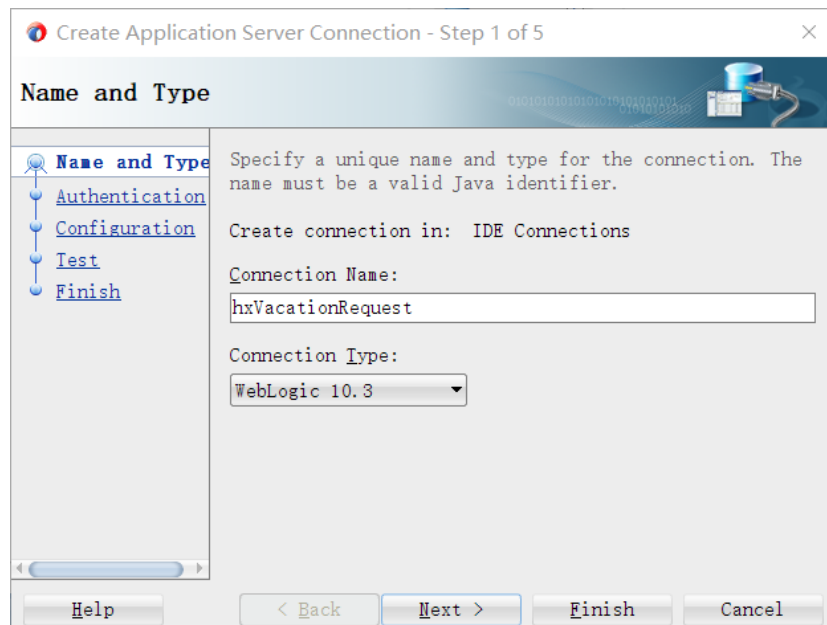 Create Application Server Connection - Step 1 of 5
Name and Type
Name and Type
Authentication
Configuration
Test
Finish
Specify a unique name and type for the connection. The
name must be a valid Java identifier.
Create connection in: IDE Connections
Connection Name:
hxVacationRequest
Connection Type:
WebLogic 10.3
Help
< Back
Next >
Finish
Cancel